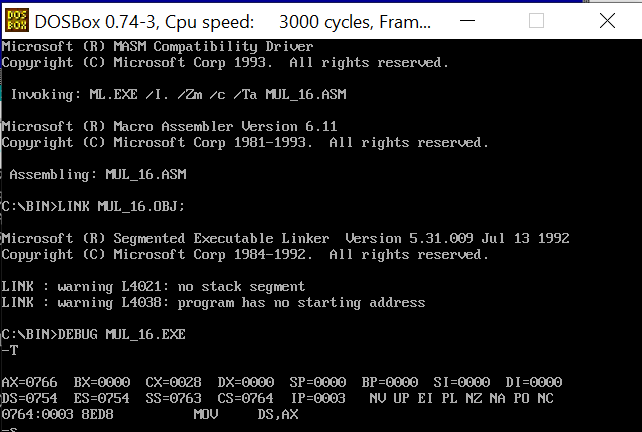 DOS
BOX
DOSBox 0.74-3, Cpu speed: 3000 cycles, Fram...
Microsoft (R) MASM Compatibility Driver
Copyright (C) Microsoft Corp 1993. All rights reserved.
Invoking: ML.EXE /I. /Zm /c /Ta MUL_16.ASM
Microsoft (R) Macro Assembler Version 6.11
Copyright (C) Microsoft Corp 1981-1993. All rights reserved.
Assembling: MUL_16.ASM
C:\BIN>LINK MUL_16.OBJ;
Microsoft (R) Segmented Executable Linker Version 5.31.009 Jul 13 1992
Copyright (C) Microsoft Corp 1984-1992. All rights reserved.
LINK : warning L4021: no stack segment
LINK : warning L4038: program has no starting address
C:\BIN>DEBUG MUL_16.EXE
-T
AX=0766 BX=0000 CX=0028 DX=0000 SP=0000 BP=0000 SI=0000 DI=0000
DS=0754 ES=0754 SS=0763 CS=0764 IP=0003 NV UP EI PL NZ NA PO NC
0764:0003 8ED8 MOV DS,AX